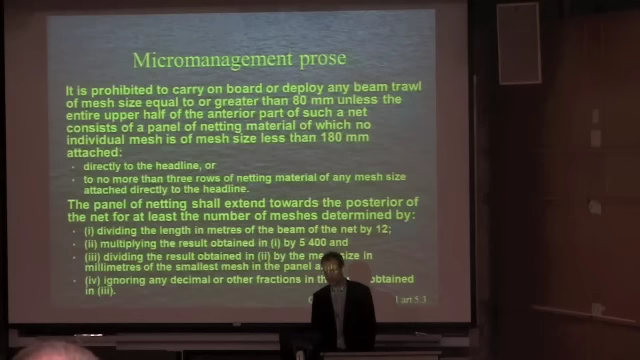 Micromanagement prose
It is prohibited to carry on board or deploy any beam trawl
of mesh size equal to or greater than 80 mm unless the
entire upper half of the anterior part of such a net
consists of a panel of netting material of which no
individual mesh is of mesh size less than 180 mm
attached:
· directly to the headline, or
· to no more than three rows of netting material of any mesh size
attached directly to the headline.
The panel of netting shall extend towards the posterior of
the net for at least the number of meshes determined by:
· (i) dividing the length in metres of the beam of the net by 12;
· (ii) multiplying the result obtained in (i) by 5 400 and
· (iii) dividing the result obtained in (ii) by the mesh size in
millimetres of the smallest mesh in the panel
· (iv) ignoring any decimal or other fractions in the obtained
in (iii).
art 5.3